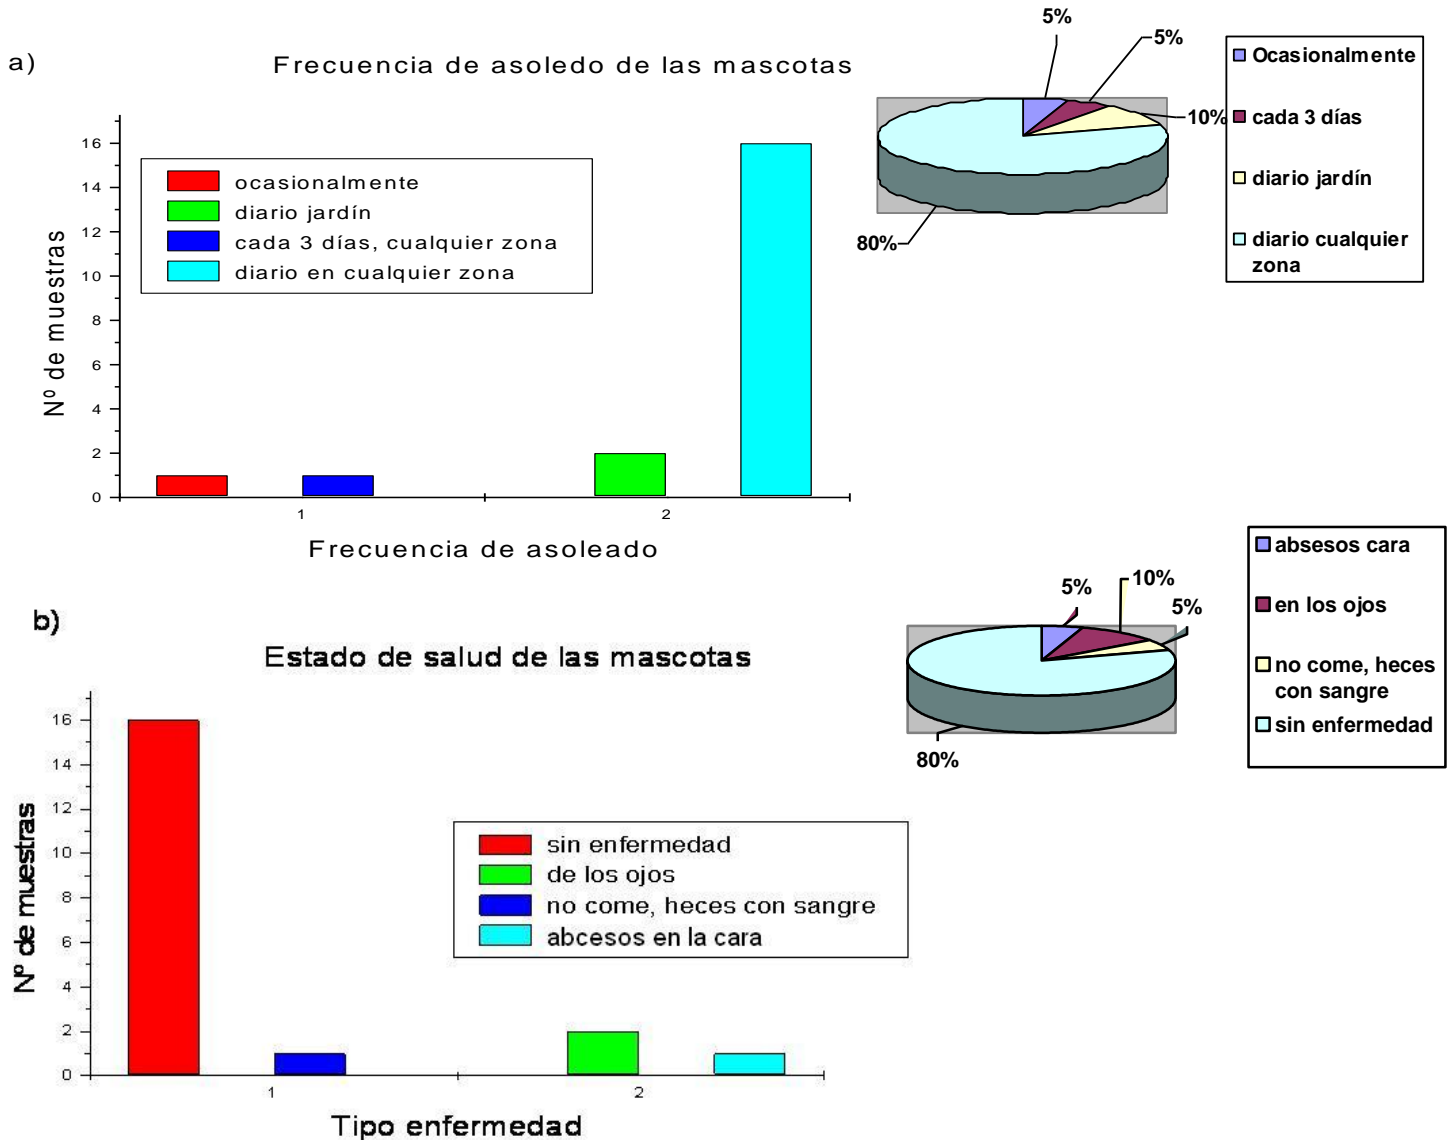 a)
Frecuencia de asoledo de las mascotas
16
14
12
10
8
6
4
2
0
Nº de muestras
ocasionalmente
diario jardín
cada 3 días, cualquier zona
diario en cualquier zona
1
2
Frecuencia de asoleado
5%
5%
10%
80%
Ocasionalmente
cada 3 días
diario jardín
diario cualquier
zona
b)
Estado de salud de las mascotas
16
14
12
10
8
6
4
2
0
Nº de muestras
sin enfermedad
de los ojos
no come, heces con sangre
abcesos en la cara
1
2
Tipo enfermedad
5%
10%
5%
80%
absesos cara
en los ojos
no come, heces
con sangre
sin enfermedad